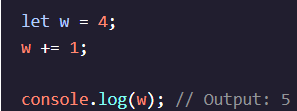 let w = 4;
w += 1;
console.log(w); // Output: 5